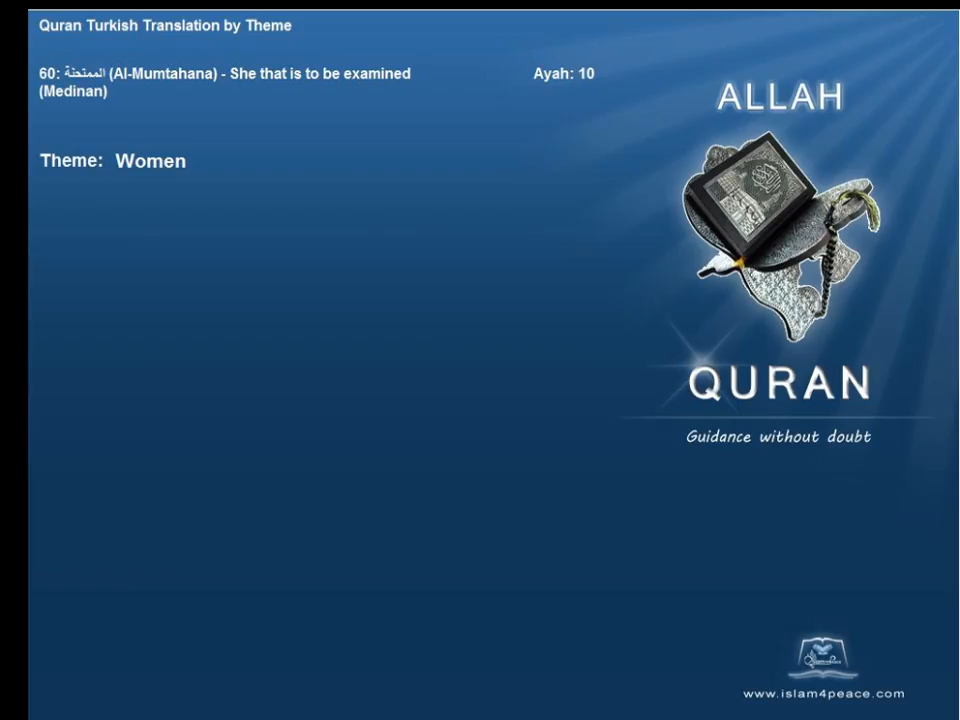 Quran Turkish Translation by Theme
60: الممتحنة (Al-Mumtahana) - She that is to be examined
(Medinan)
Ayah: 10
Theme: Women
ALLAH
QURAN
Guidance without doubt
www.islam4peace.com